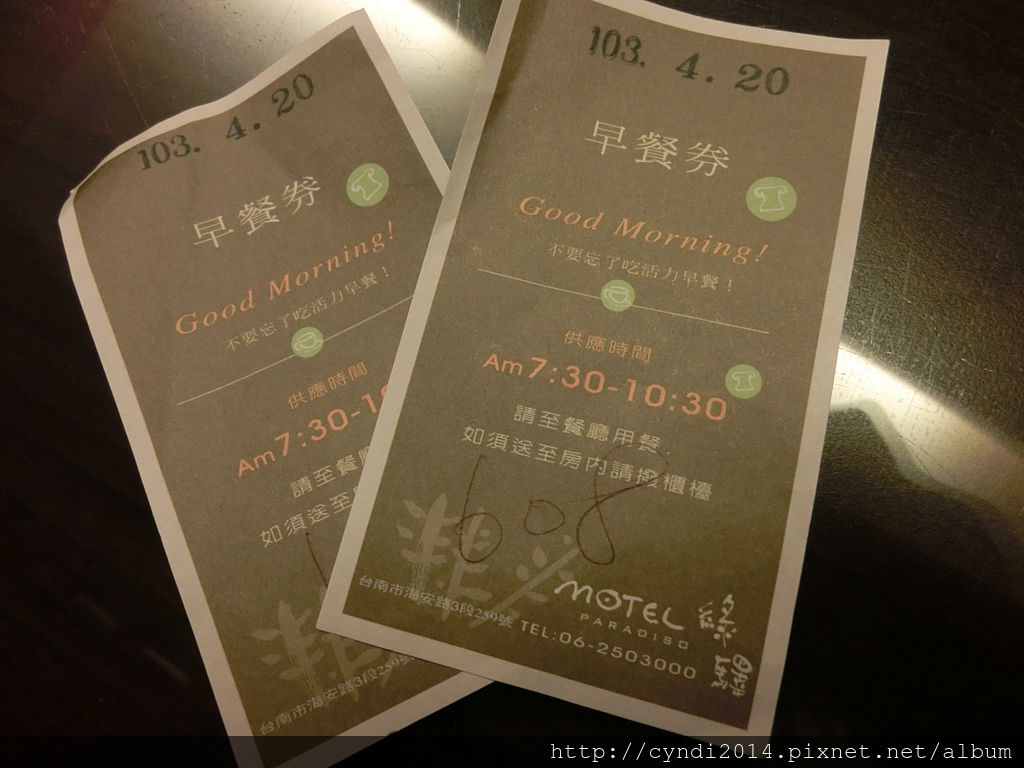 103. 4. 20
早餐券
Good Morning!
不要忘了吃活力早餐！
供應時間
Am 7:30-1
請至餐
如須送至
台南市海安路3段259號
103. 4. 20
早餐券
Good Morning!
不要忘了吃活力早餐！
供應時間
Am 7:30-10:30
請至餐廳用餐.
如須送至房內請撥櫃檯
608
MOTEL
PARADISO
台南市海安路3段259號 TEL:06-2503000
http://cyndi2014.pixnet.net/album